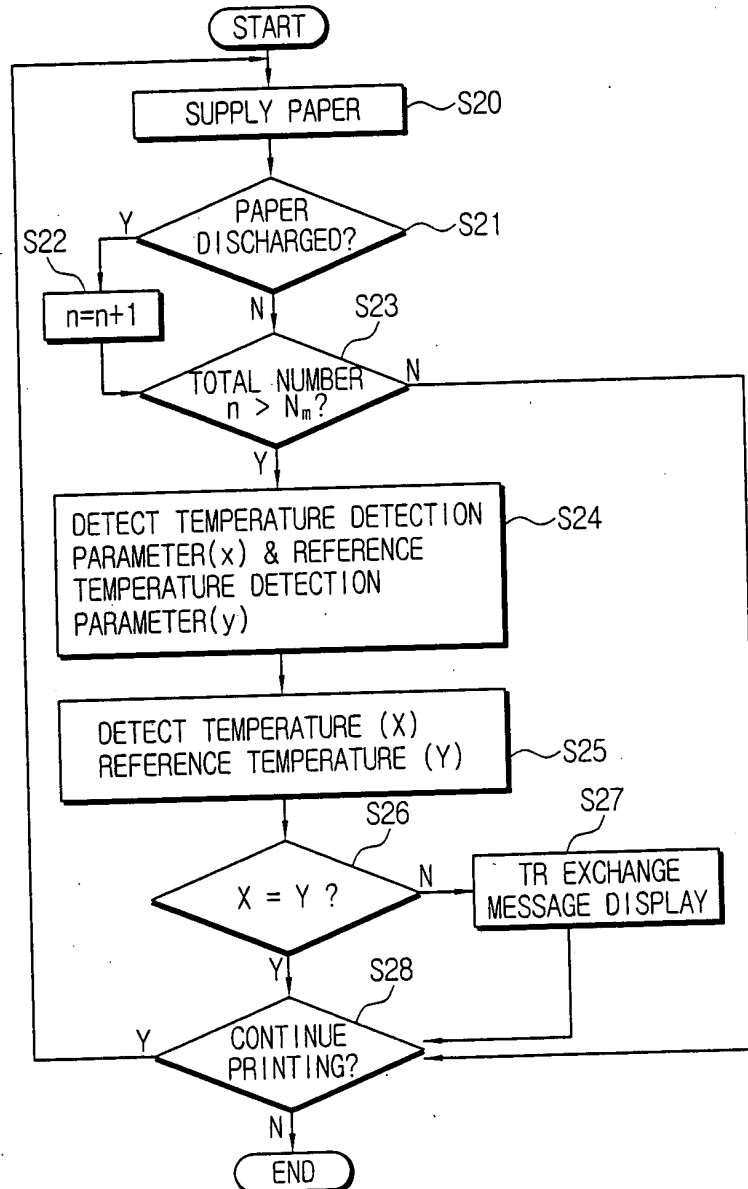 START
SUPPLY PAPER
S20
PAPER
DISCHARGED?
S21
Y
S22
n=n+1
N
S23
TOTAL NUMBER
n > Nm?
N
Y
DETECT TEMPERATURE DETECTION
PARAMETER(x) & REFERENCE
TEMPERATURE DETECTION
PARAMETER(y)
S24
DETECT TEMPERATURE (X)
REFERENCE TEMPERATURE (Y)
S25
S26
X = Y ?
N
S27
TR EXCHANGE
MESSAGE DISPLAY
Y
S28
Y
CONTINUE
PRINTING?
N
END